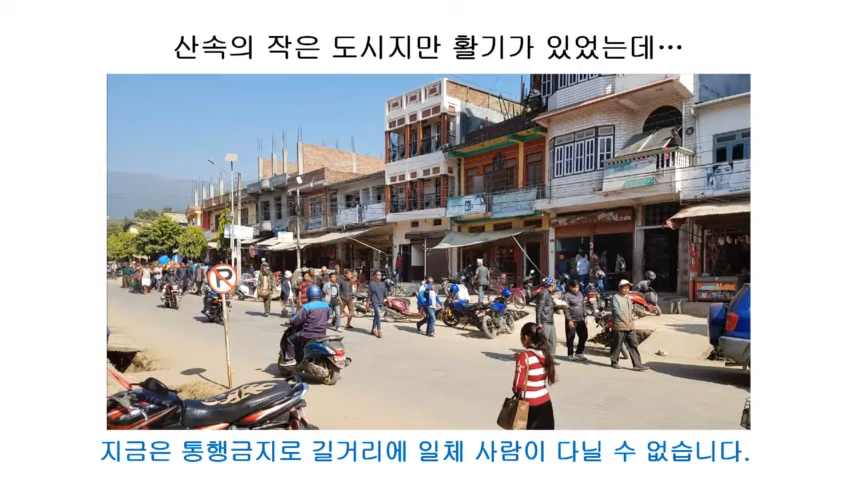 산속의 작은 도시지만 활기가 있었는데…
P
지금은 통행금지로 길거리에 일체 사람이 다닐 수 없습니다.